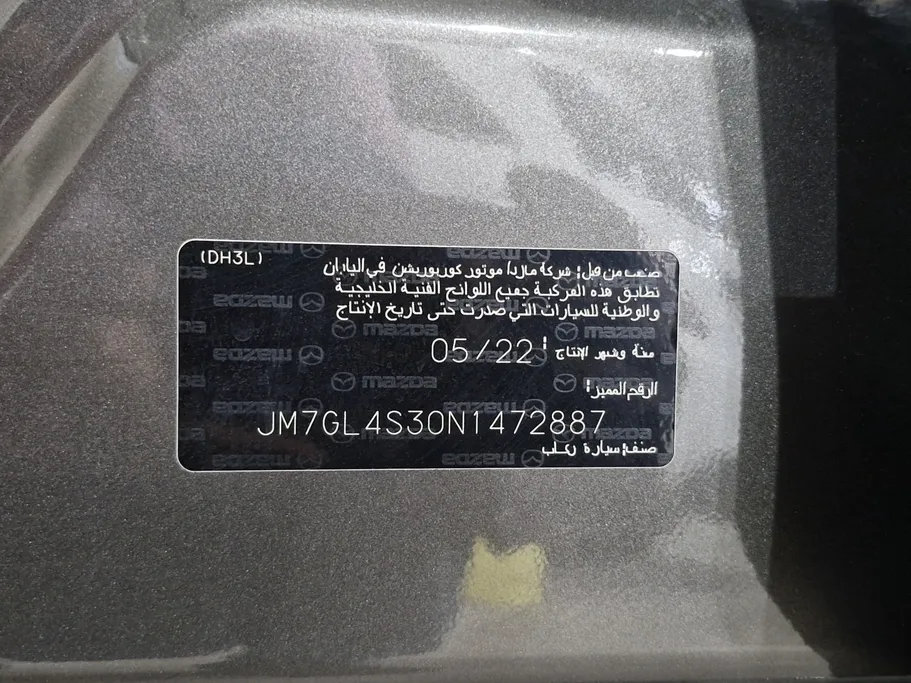 (DH3L)
صنعت من قبل: شركة مازدا موتور كوربوريشن في اليابان
تطابق هذه المركبة جميع اللوائح الفنية الخليجية
والوطنية للسيارات التي صدرت حتى تاريخ الإنتاج
سنة وشهر الإنتاج: 05/22
الرقم المميز:
JM7GL4S30N1472887
صنف: سيارة ركاب